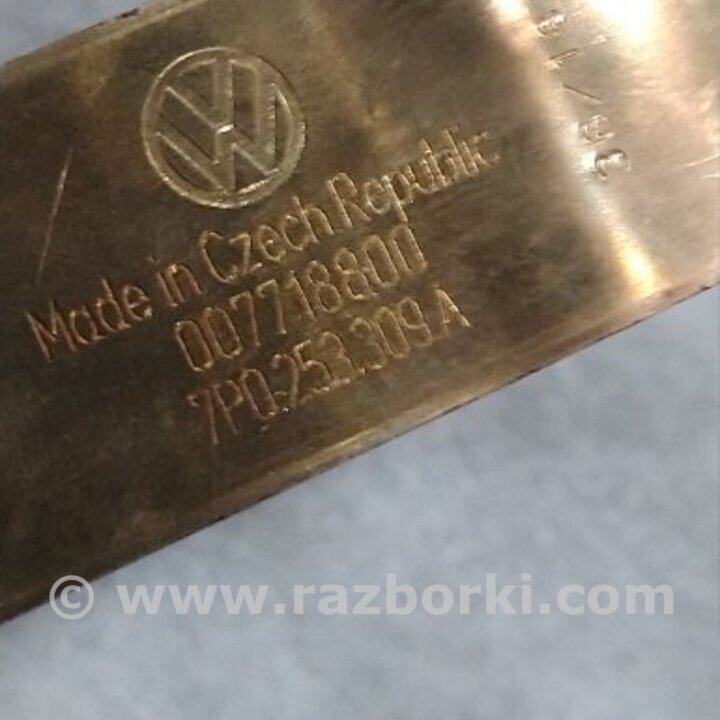 Made in Czech Republic
007718800
7P0.253.309.A
© www.razborki.com